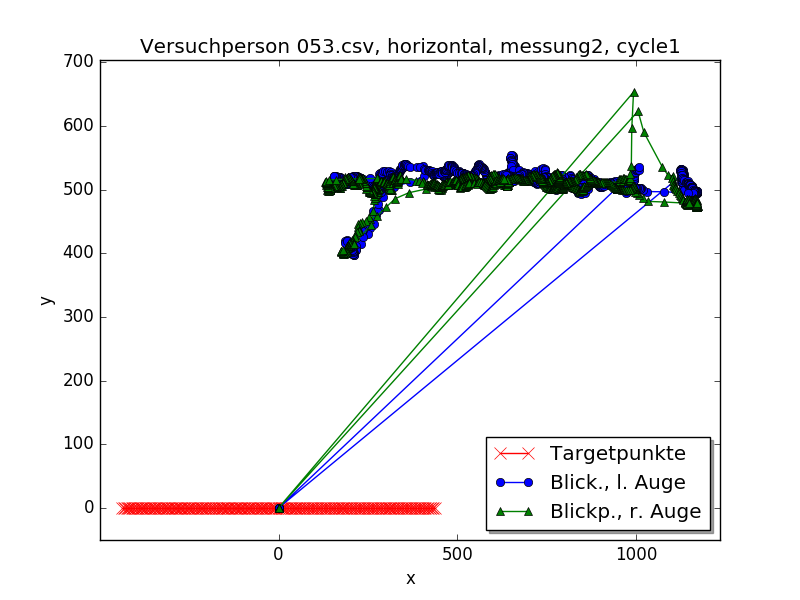 Versuchperson 053.csv, horizontal, messung2, cycle1
700
600
500
400
300
200
100
0
y
0 500 1000
x
Targetpunkte
Blick., l. Auge
Blickp., r. Auge